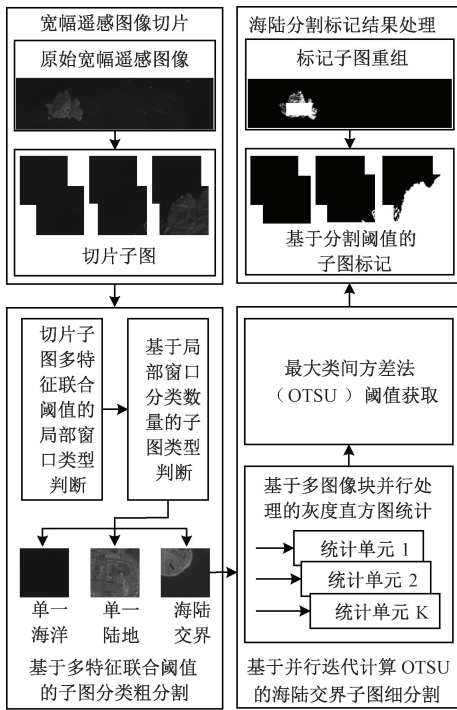 宽幅遥感图像切片
原始宽幅遥感图像
切片子图
切片子
图多特
征联合
阈值的
局部窗
口类型
判断
基于局
部窗口
分类数
量的子
图类型
判断
单一
海洋
单一
陆地
海陆
交界
基于多特征联合阈值
的子图分类粗分割
海陆分割标记结果处理
标记子图重组
基于分割阈值的
子图标记
最大类间方差法
（OTSU）阈值获取
基于多图像块并行处
理的灰度直方图统计
统计单元 1
统计单元 2
统计单元 K
基于并行迭代计算 OTSU
的海陆交界子图细分割